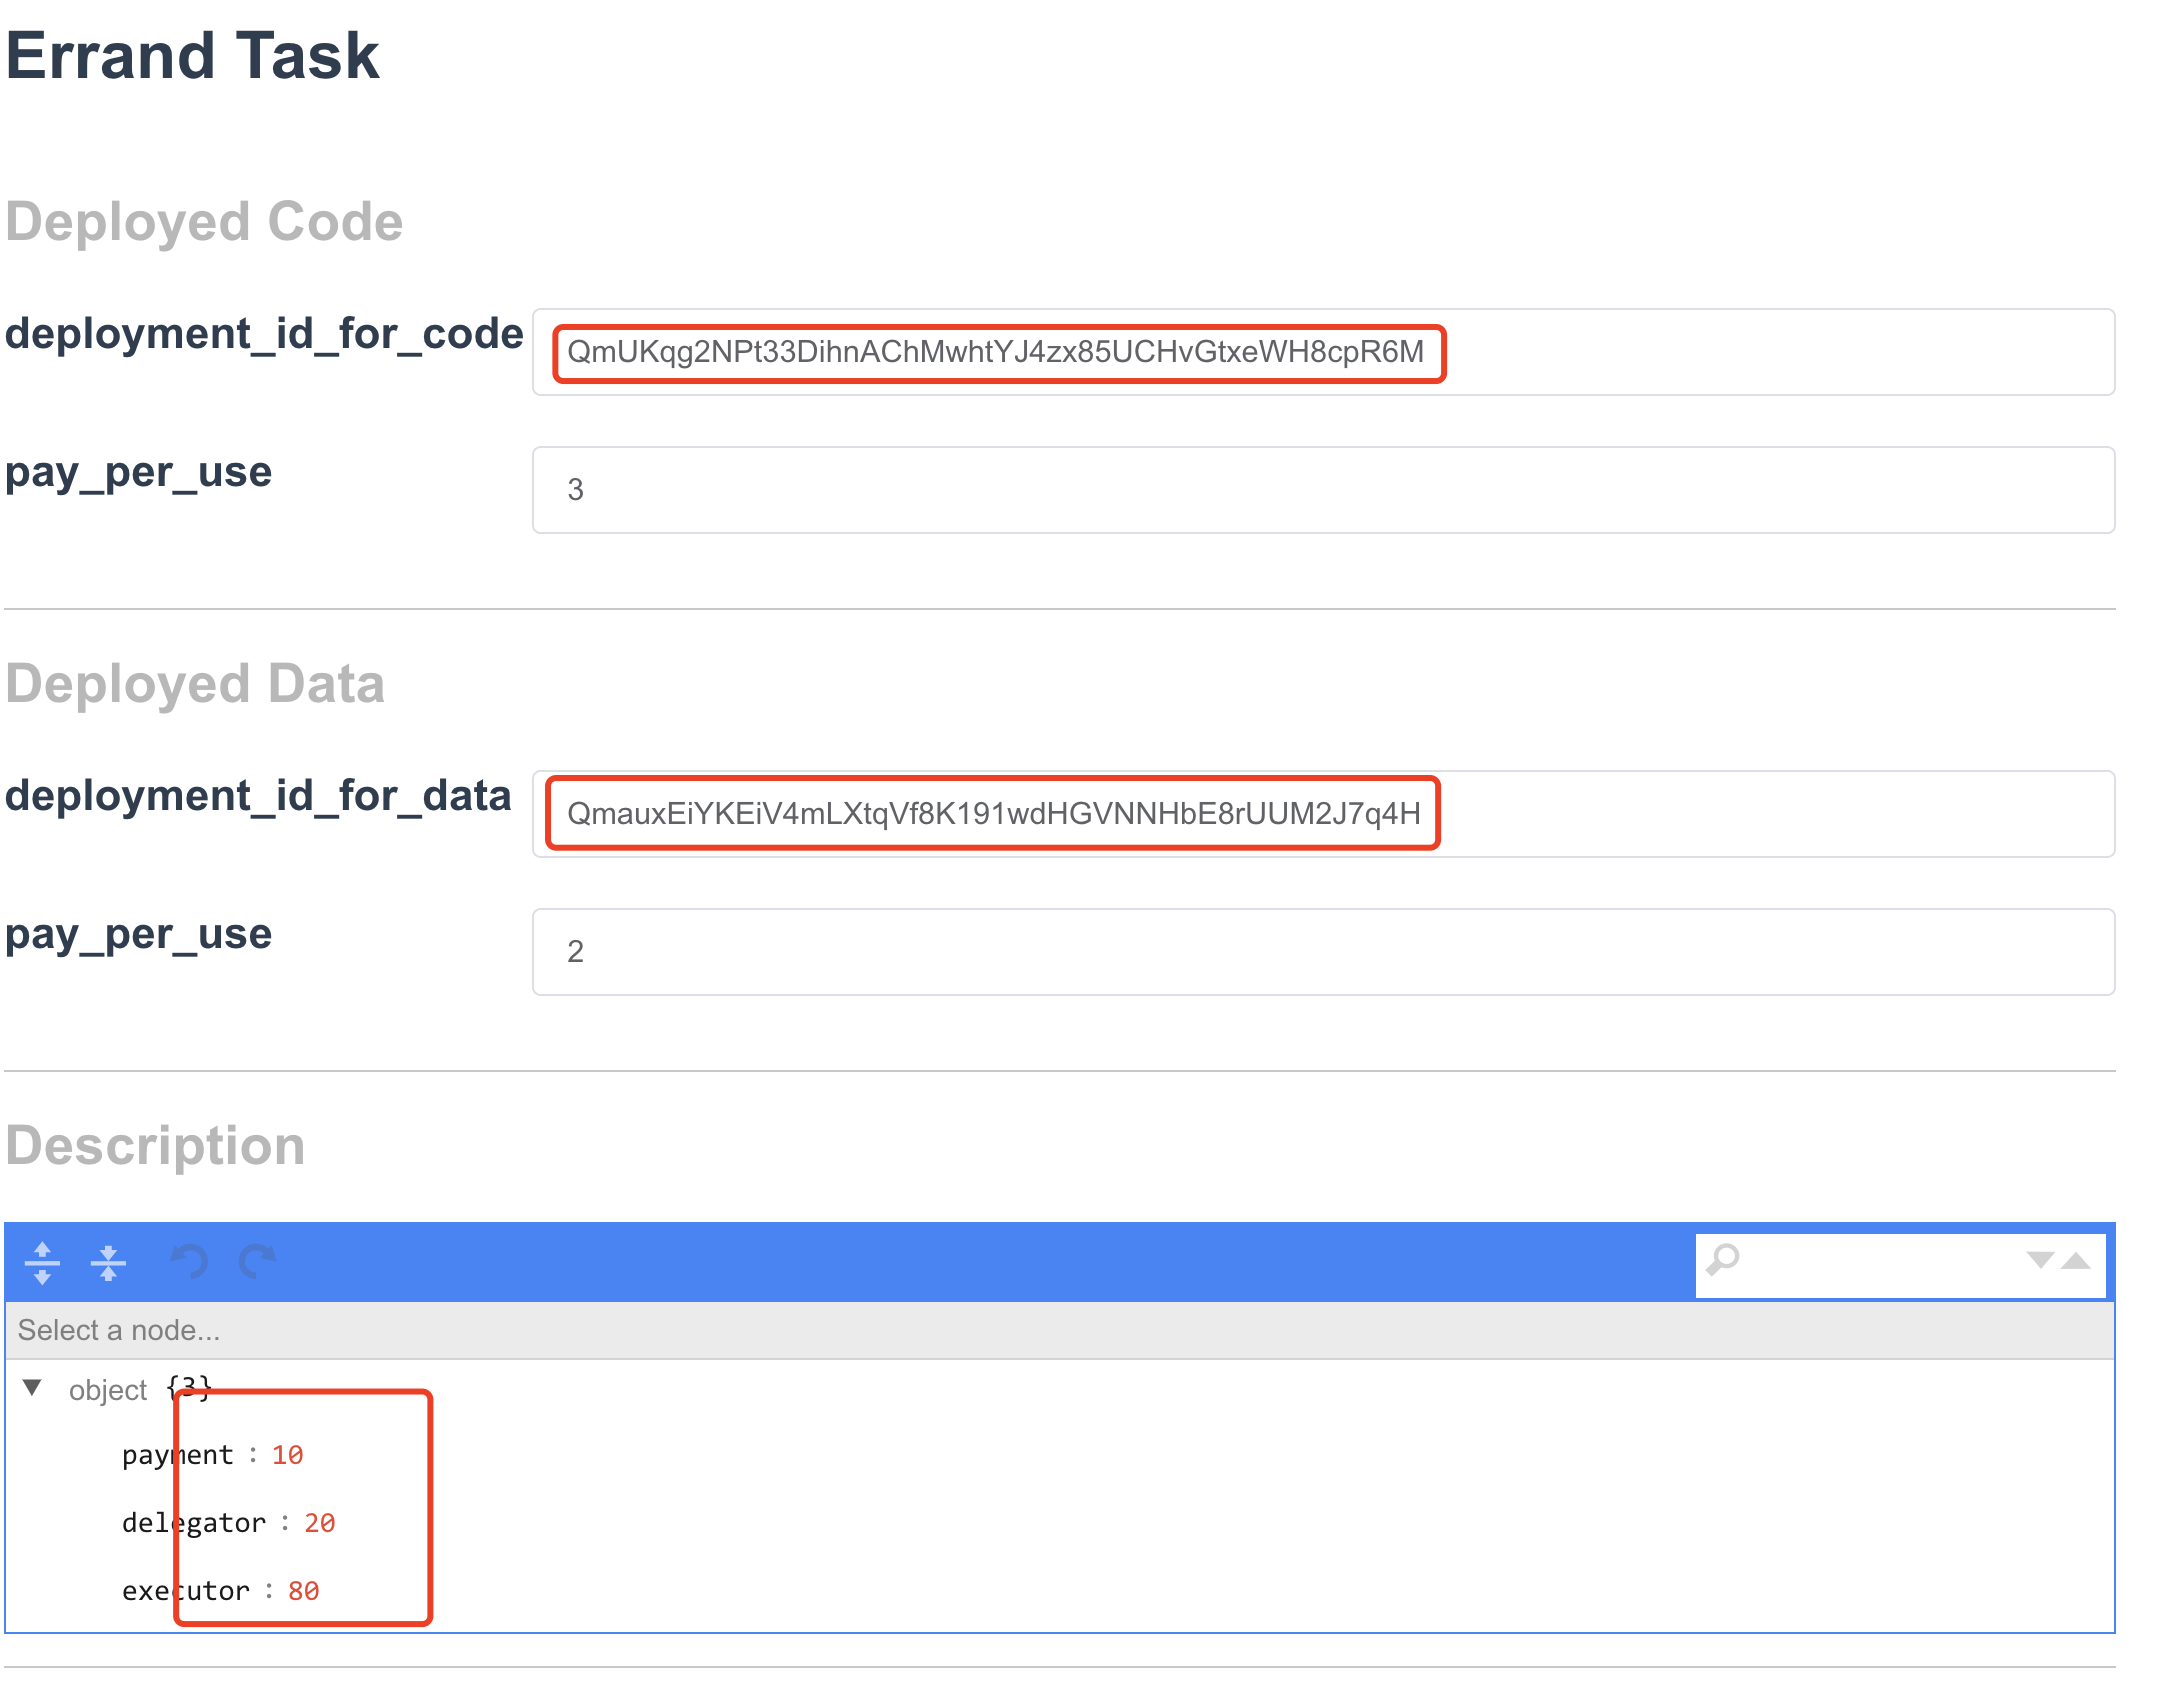 Errand Task
Deployed Code
deployment_id_for_code QmUKqg2NPt33DihnAChMwhtYJ4zx85UCHvGtxeWH8cpR6M
pay_per_use 3
Deployed Data
deployment_id_for_data QmauxEiYKEiV4mLXtqVf8K191wdHGVNNHbE8rUUM2J7q4H
pay_per_use 2
Description
Select a node...
object {3}
payment : 10
delegator : 20
executor : 80